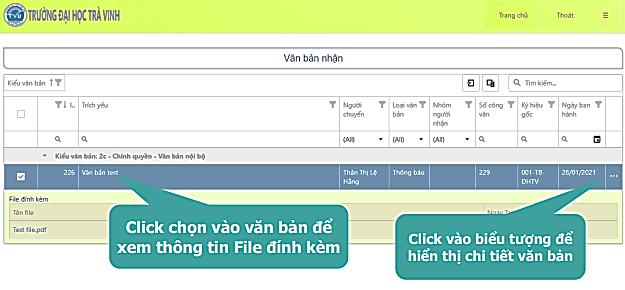 TVU TRƯỜNG ĐẠI HỌC TRÀ VINH Trang chủ Thoát
Văn bản nhận
Kiểu văn bản Tìm kiếm...
I.. Trích yếu Người chuyển Loại văn bản Nhóm người nhận Số công văn Ký hiệu gốc Ngày ban hành
(All) (All) (All)
Kiểu văn bản: 2c - Chính quyền - Văn bản nội bộ
226 Văn bản test Thân Thị Lệ Hằng Thông báo 229 001-TB-ĐHTV 28/01/2021 ...
File đính kèm
Tên file Ngày
Test file.pdf
Click chọn vào văn bản để
xem thông tin File đính kèm
Click vào biểu tượng để
hiển thị chi tiết văn bản